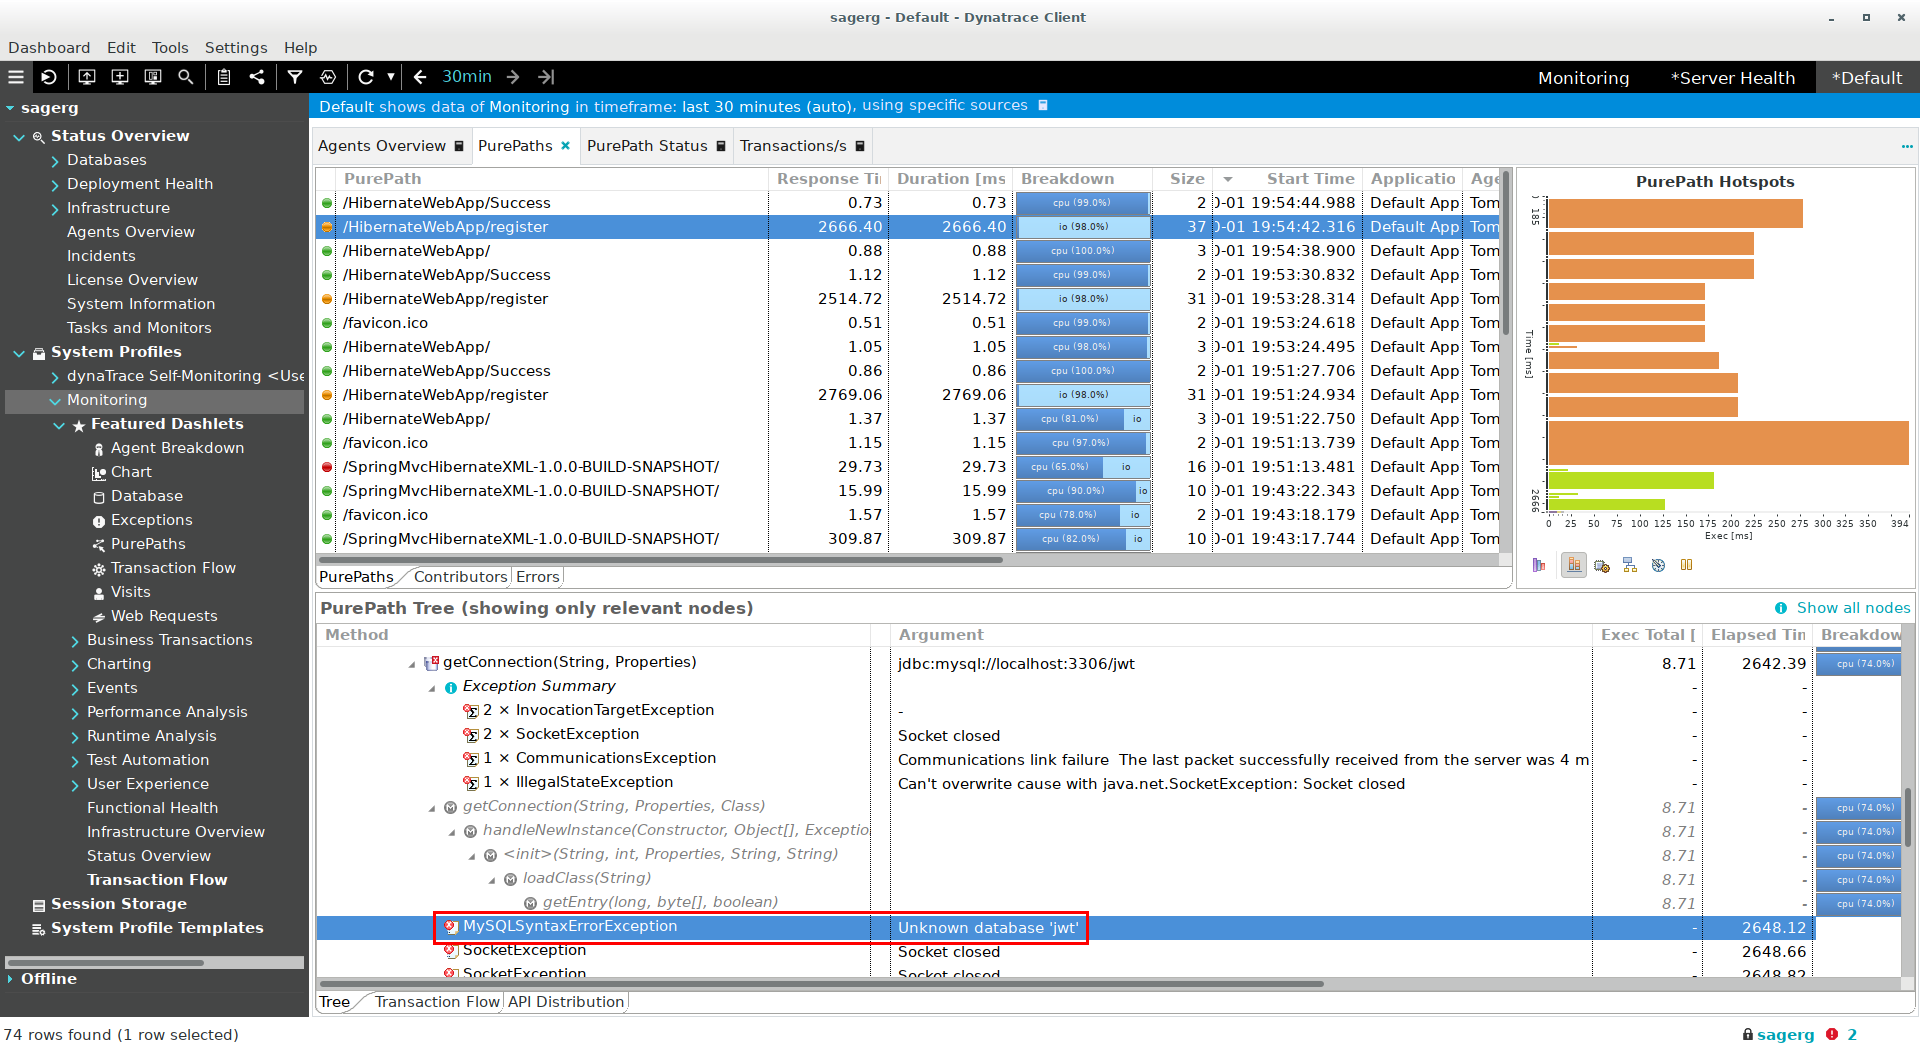 sagerg - Default - Dynatrace Client
Dashboard Edit Tools Settings Help
30min Monitoring *Server Health *Default
sagerg
Status Overview
Databases
Deployment Health
Infrastructure
Agents Overview
Incidents
License Overview
System Information
Tasks and Monitors
System Profiles
dynaTrace Self-Monitoring <Use
Monitoring
Featured Dashlets
Agent Breakdown
Chart
Database
Exceptions
PurePaths
Transaction Flow
Visits
Web Requests
Business Transactions
Charting
Events
Performance Analysis
Runtime Analysis
Test Automation
User Experience
Functional Health
Infrastructure Overview
Status Overview
Transaction Flow
Session Storage
System Profile Templates
Offline
Default shows data of Monitoring in timeframe: last 30 minutes (auto), using specific sources
Agents Overview PurePaths × PurePath Status Transactions/s ...
PurePath Response Ti Duration [ms Breakdown Size Start Time Applicatio Age
/HibernateWebApp/Success 0.73 0.73 cpu (99.0%) 2 0-01 19:54:44.988 Default App Tom
/HibernateWebApp/register 2666.40 2666.40 io (98.0%) 37 0-01 19:54:42.316 Default App Tom
/HibernateWebApp/ 0.88 0.88 cpu (100.0%) 3 0-01 19:54:38.900 Default App Tom
/HibernateWebApp/Success 1.12 1.12 cpu (99.0%) 2 0-01 19:53:30.832 Default App Tom
/HibernateWebApp/register 2514.72 2514.72 io (98.0%) 31 0-01 19:53:28.314 Default App Tom
/favicon.ico 0.51 0.51 cpu (99.0%) 2 0-01 19:53:24.618 Default App Tom
/HibernateWebApp/ 1.05 1.05 cpu (98.0%) 3 0-01 19:53:24.495 Default App Tom
/HibernateWebApp/Success 0.86 0.86 cpu (100.0%) 2 0-01 19:51:27.706 Default App Tom
/HibernateWebApp/register 2769.06 2769.06 io (98.0%) 31 0-01 19:51:24.934 Default App Tom
/HibernateWebApp/ 1.37 1.37 cpu (81.0%) io 3 0-01 19:51:22.750 Default App Tom
/favicon.ico 1.15 1.15 cpu (97.0%) 2 0-01 19:51:13.739 Default App Tom
/SpringMvcHibernateXML-1.0.0-BUILD-SNAPSHOT/ 29.73 29.73 cpu (65.0%) io 16 0-01 19:51:13.481 Default App Tom
/SpringMvcHibernateXML-1.0.0-BUILD-SNAPSHOT/ 15.99 15.99 cpu (90.0%) io 10 0-01 19:43:22.343 Default App Tom
/favicon.ico 1.57 1.57 cpu (78.0%) io 2 0-01 19:43:18.179 Default App Tom
/SpringMvcHibernateXML-1.0.0-BUILD-SNAPSHOT/ 309.87 309.87 cpu (82.0%) io 10 0-01 19:43:17.744 Default App Tom
PurePaths Contributors Errors
PurePath Hotspots
0
185
Time [ms]
2666
0 25 50 75 100 125 150 175 200 225 250 275 300 325 350 394
Exec [ms]
PurePath Tree (showing only relevant nodes) Show all nodes
Method Argument Exec Total [ Elapsed Tin Breakdow
getConnection(String, Properties) jdbc:mysql://localhost:3306/jwt 8.71 2642.39 cpu (74.0%)
Exception Summary - -
2 × InvocationTargetException - - -
2 × SocketException Socket closed - -
1 × CommunicationsException Communications link failure The last packet successfully received from the server was 4 m - -
1 × IllegalStateException Can't overwrite cause with java.net.SocketException: Socket closed - -
getConnection(String, Properties, Class) 8.71 - cpu (74.0%)
handleNewInstance(Constructor, Object[], Exceptio 8.71 - cpu (74.0%)
<init>(String, int, Properties, String, String) 8.71 - cpu (74.0%)
loadClass(String) 8.71 - cpu (74.0%)
getEntry(long, byte[], boolean) 8.71 - cpu (74.0%)
MySQLSyntaxErrorException Unknown database 'jwt' - 2648.12
SocketException Socket closed - 2648.66
SocketException Socket closed - 2648.82
Tree Transaction Flow API Distribution
74 rows found (1 row selected) sagerg 2